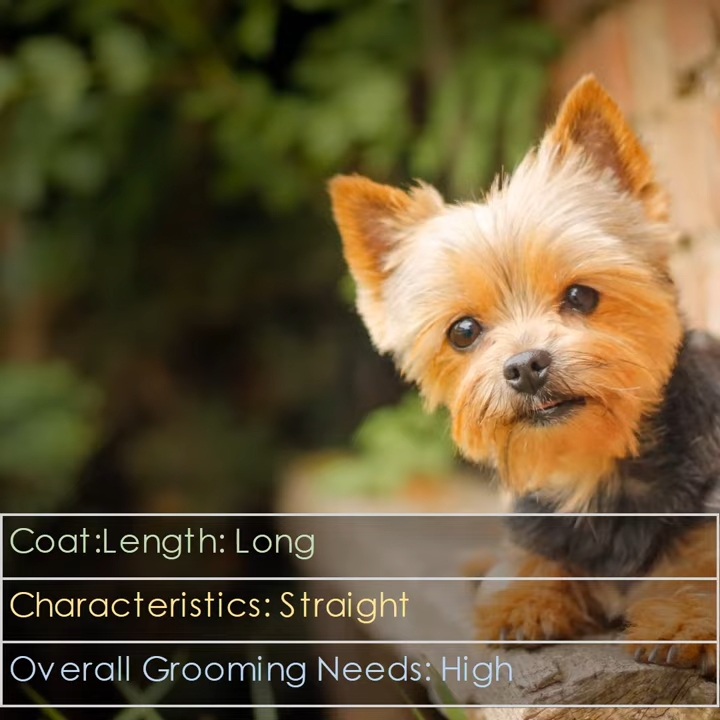 Coat:Length: Long
Characteristics: Straight
Overall Grooming Needs: High